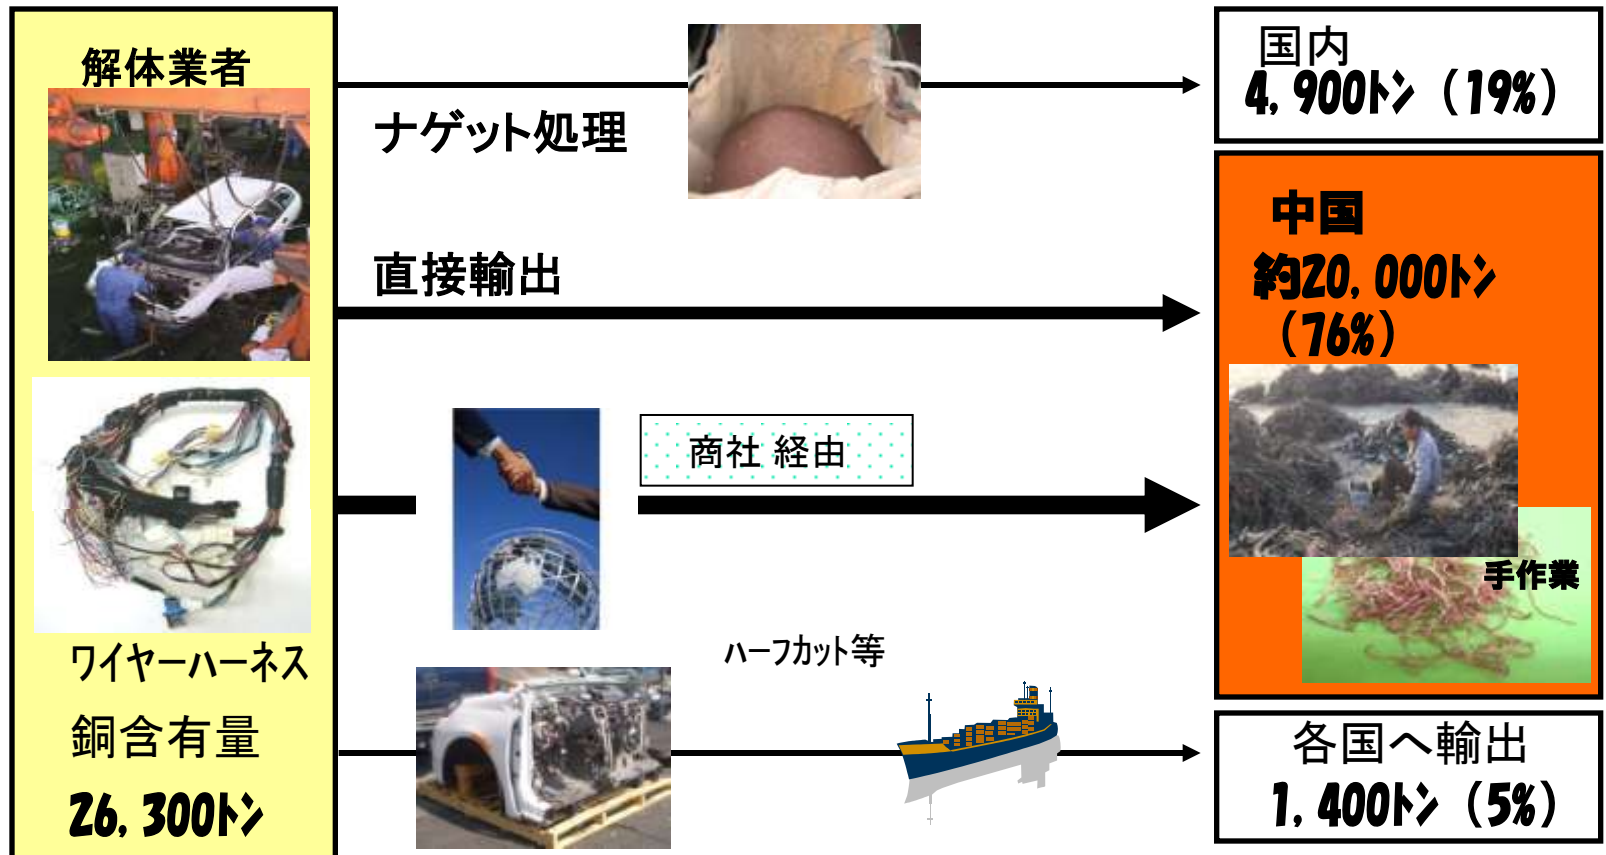 解体業者
ワイヤーハーネス
銅含有量
26,300トン
ナゲット処理
直接輸出
商社 経由
ハーフカット等
国内
4,900トン（19%）
中国
約20,000トン
（76%）
手作業
各国へ輸出
1,400トン（5%）